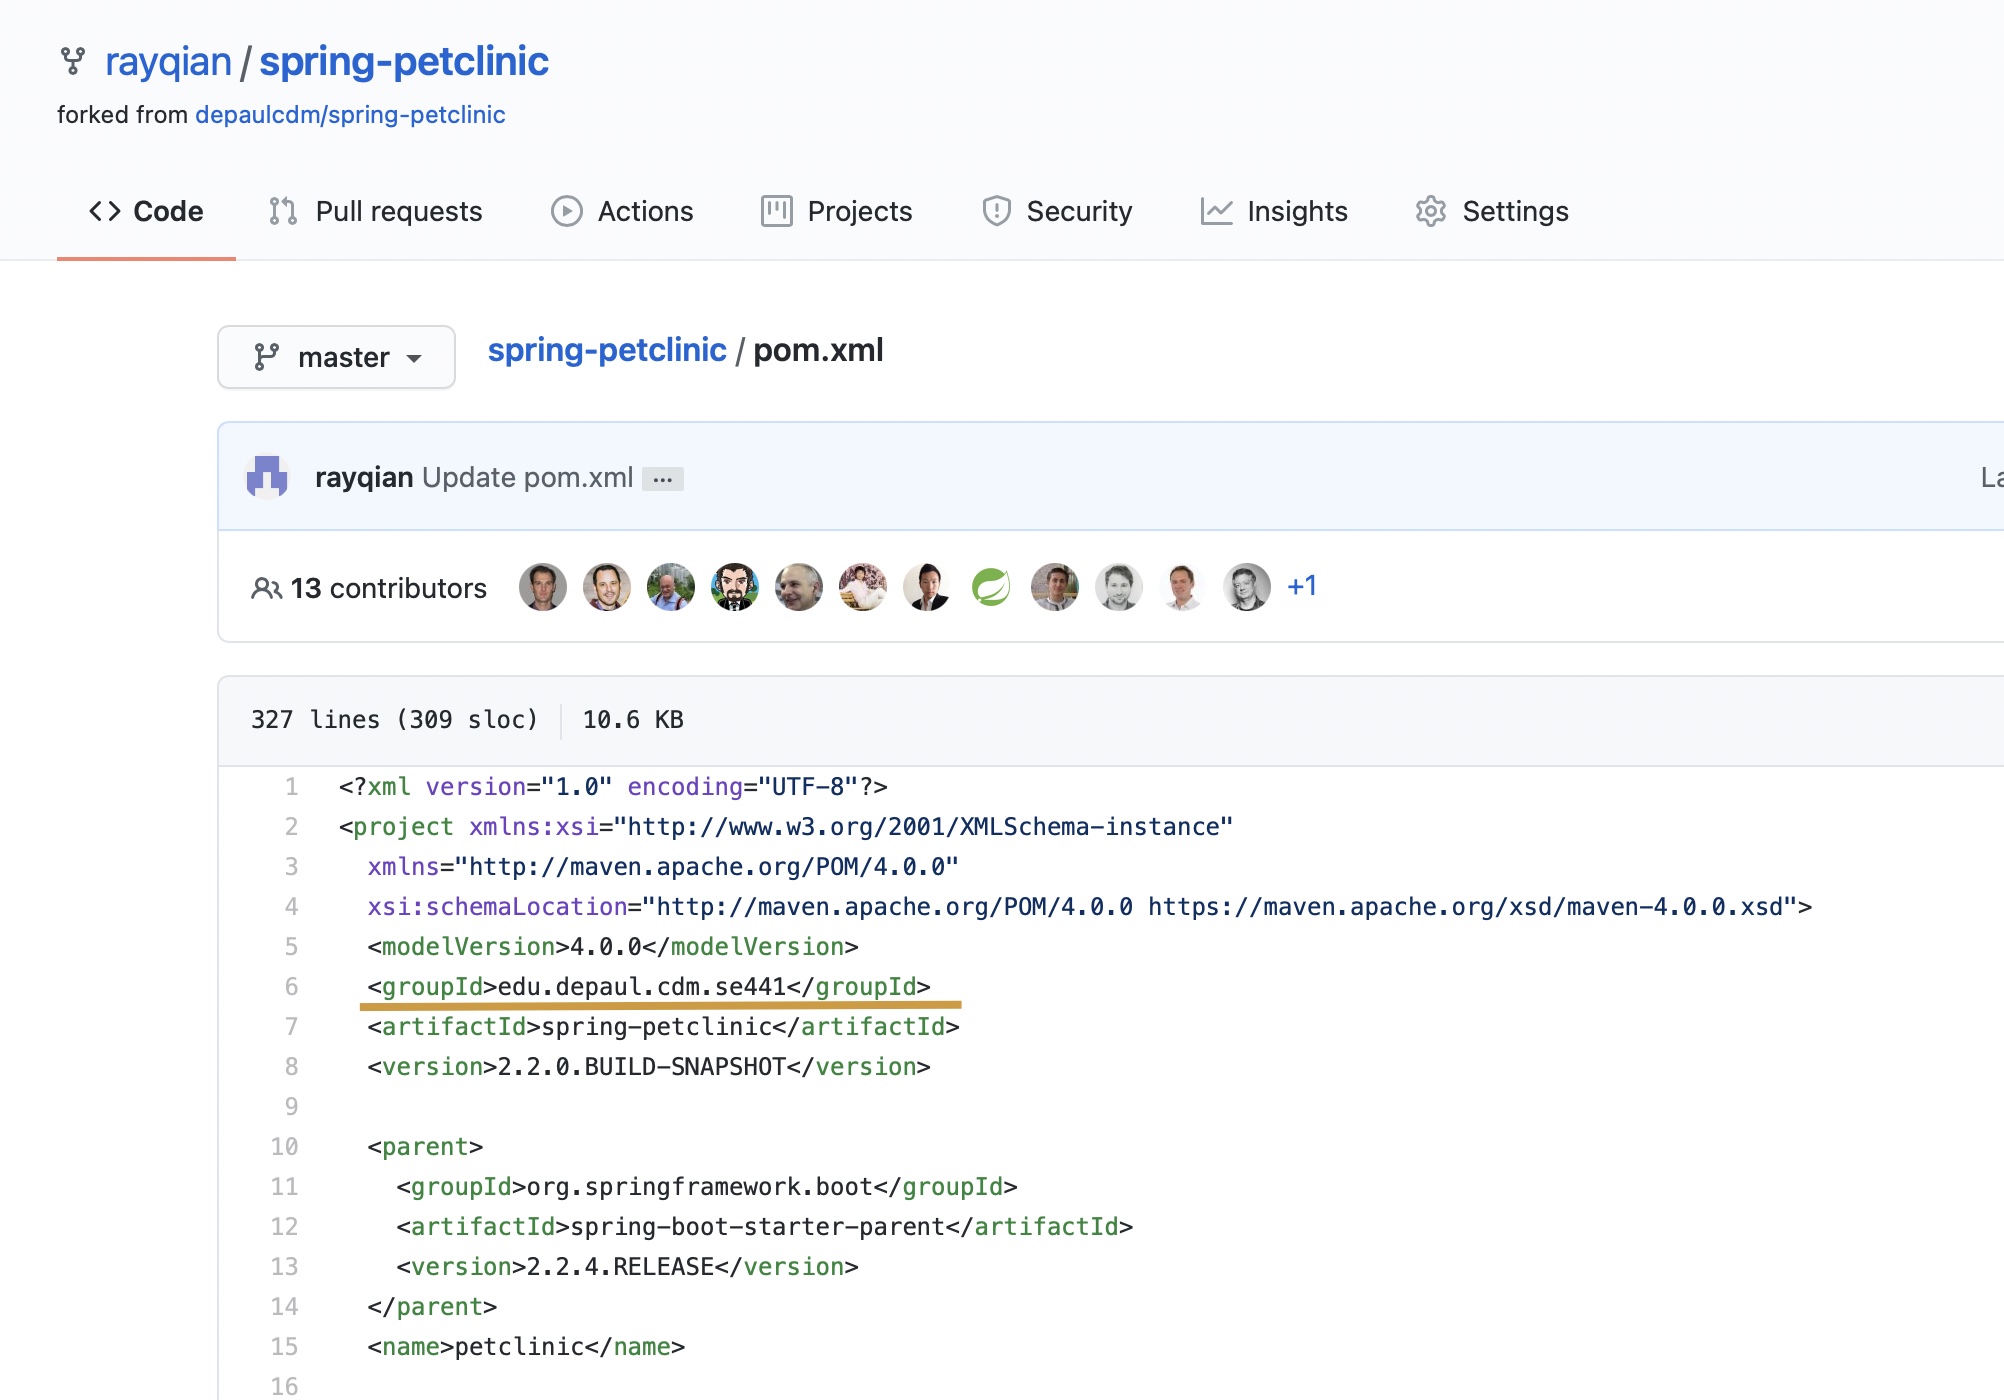 rayqian / spring-petclinic
forked from depaulcdm/spring-petclinic
Code Pull requests Actions Projects Security Insights Settings
master spring-petclinic / pom.xml
rayqian Update pom.xml ...
13 contributors +1
327 lines (309 sloc) 10.6 KB
1 <?xml version="1.0" encoding="UTF-8"?>
2 <project xmlns:xsi="http://www.w3.org/2001/XMLSchema-instance"
3 xmlns="http://maven.apache.org/POM/4.0.0"
4 xsi:schemaLocation="http://maven.apache.org/POM/4.0.0 https://maven.apache.org/xsd/maven-4.0.0.xsd">
5 <modelVersion>4.0.0</modelVersion>
6 <groupId>edu.depaul.cdm.se441</groupId>
7 <artifactId>spring-petclinic</artifactId>
8 <version>2.2.0.BUILD-SNAPSHOT</version>
9
10 <parent>
11 <groupId>org.springframework.boot</groupId>
12 <artifactId>spring-boot-starter-parent</artifactId>
13 <version>2.2.4.RELEASE</version>
14 </parent>
15 <name>petclinic</name>
16